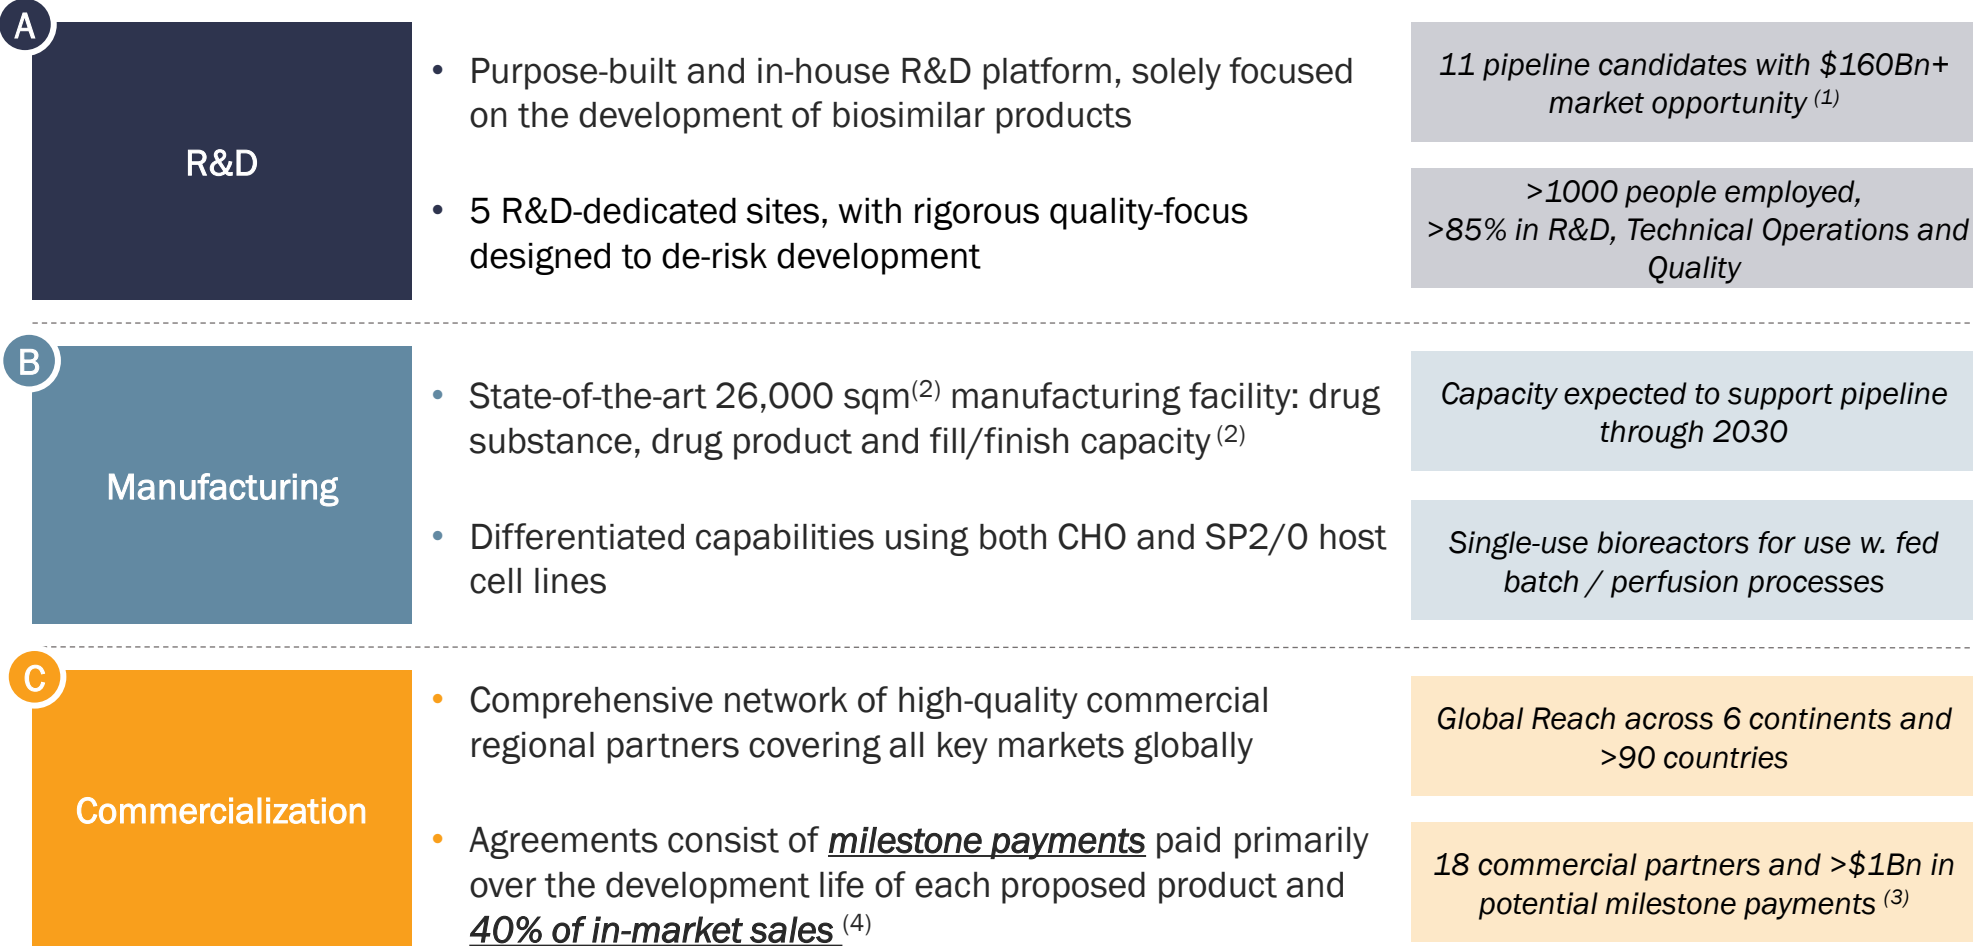 A
R&D
• Purpose-built and in-house R&D platform, solely focused
on the development of biosimilar products
• 5 R&D-dedicated sites, with rigorous quality-focus
designed to de-risk development
11 pipeline candidates with $160Bn+
market opportunity (1)
>1000 people employed,
>85% in R&D, Technical Operations and
Quality
B
Manufacturing
• State-of-the-art 26,000 sqm(2) manufacturing facility: drug
substance, drug product and fill/finish capacity (2)
• Differentiated capabilities using both CHO and SP2/0 host
cell lines
Capacity expected to support pipeline
through 2030
Single-use bioreactors for use w. fed
batch / perfusion processes
C
Commercialization
• Comprehensive network of high-quality commercial
regional partners covering all key markets globally
• Agreements consist of milestone payments paid primarily
over the development life of each proposed product and
40% of in-market sales (4)
Global Reach across 6 continents and
>90 countries
18 commercial partners and >$1Bn in
potential milestone payments (3)